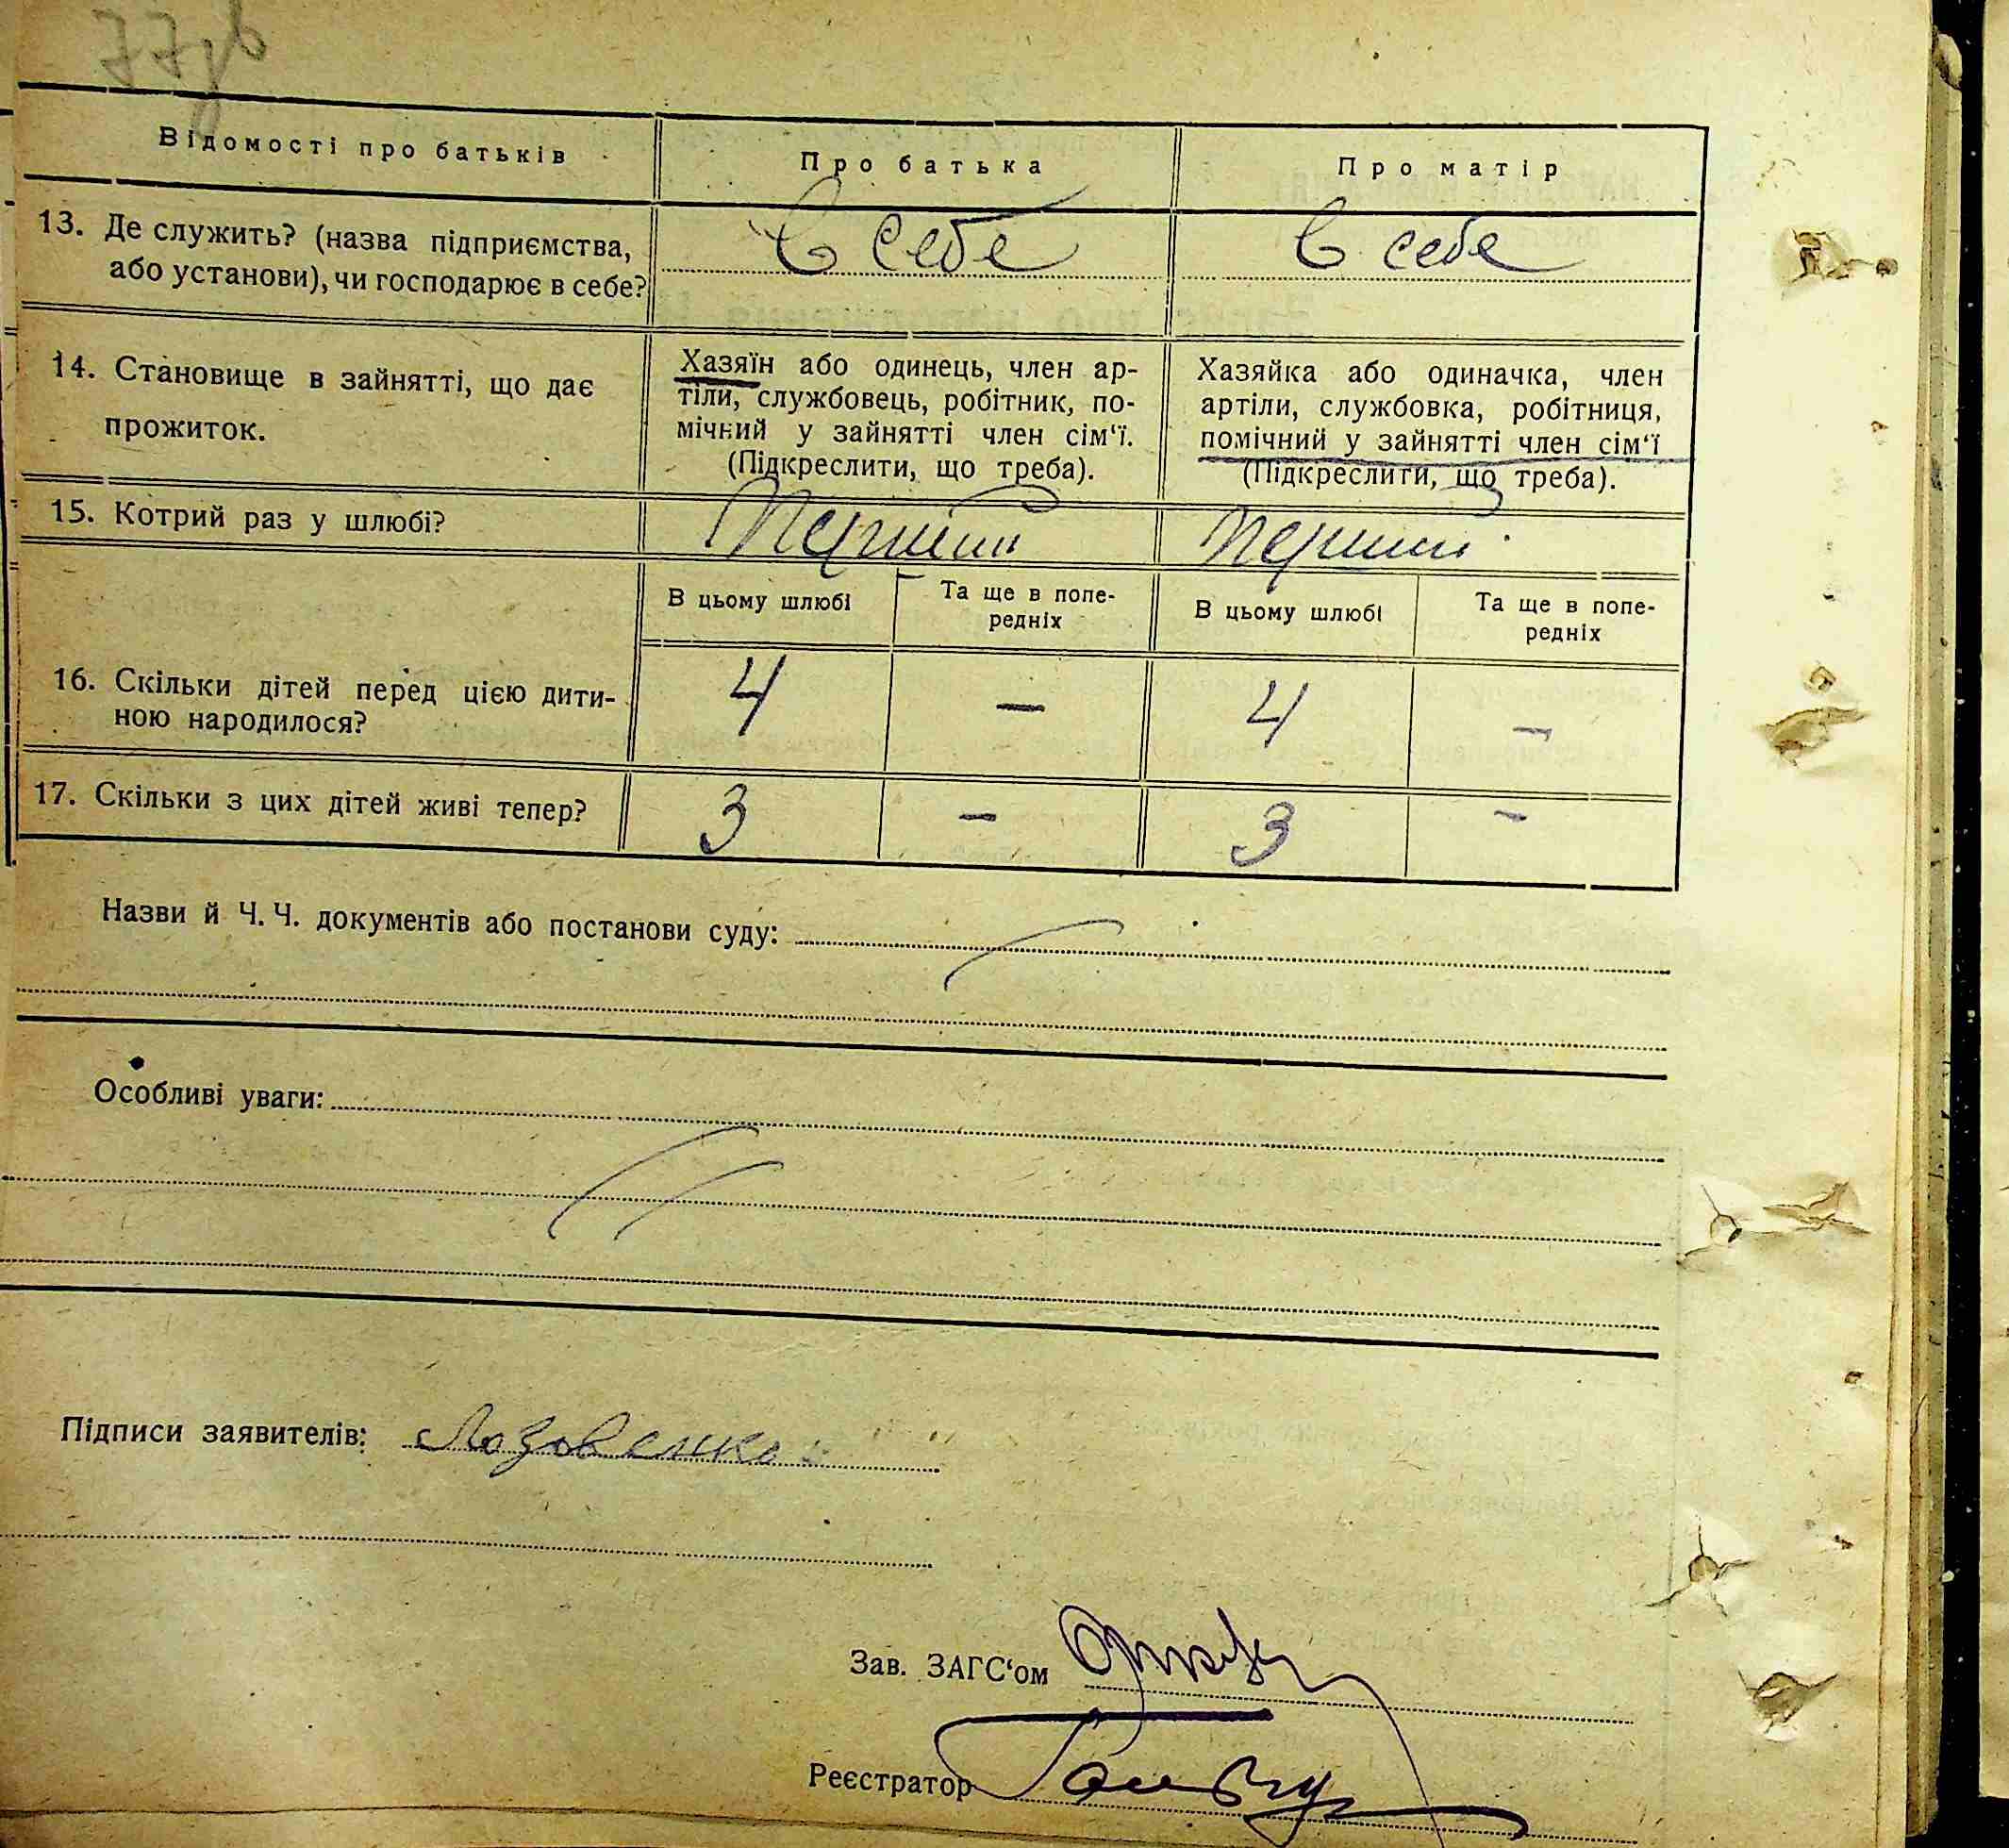 Відомості про батьків Про батька Про матір
13. Де служить? (назва підприємства, або установи), чи господарює в себе? В себе В себе
14. Становище в зайнятті, що дає прожиток.
Хазяїн або одинець, член ар-
тіли, службовець, робітник, по-
мічний у зайнятті член сім‘ї.
(Підкреслити, що треба).
Хазяйка або одиначка, член
артіли, службовка, робітниця,
помічний у зайнятті член сім‘ї
(Підкреслити, що треба).
15. Котрий раз у шлюбі? Перший Перший
В цьому шлюбі Та ще в попе-
редніх В цьому шлюбі Та ще в попе-
редніх
16. Скільки дітей перед цією дити-
ною народилося? 4 — 4 —
17. Скільки з цих дітей живі тепер? 3 — 3 —
Назви й Ч. Ч. документів або постанови суду:
Особливі уваги:
Підписи заявителів: Лозовенко
Зав. ЗАГС‘ом
Реєстратор